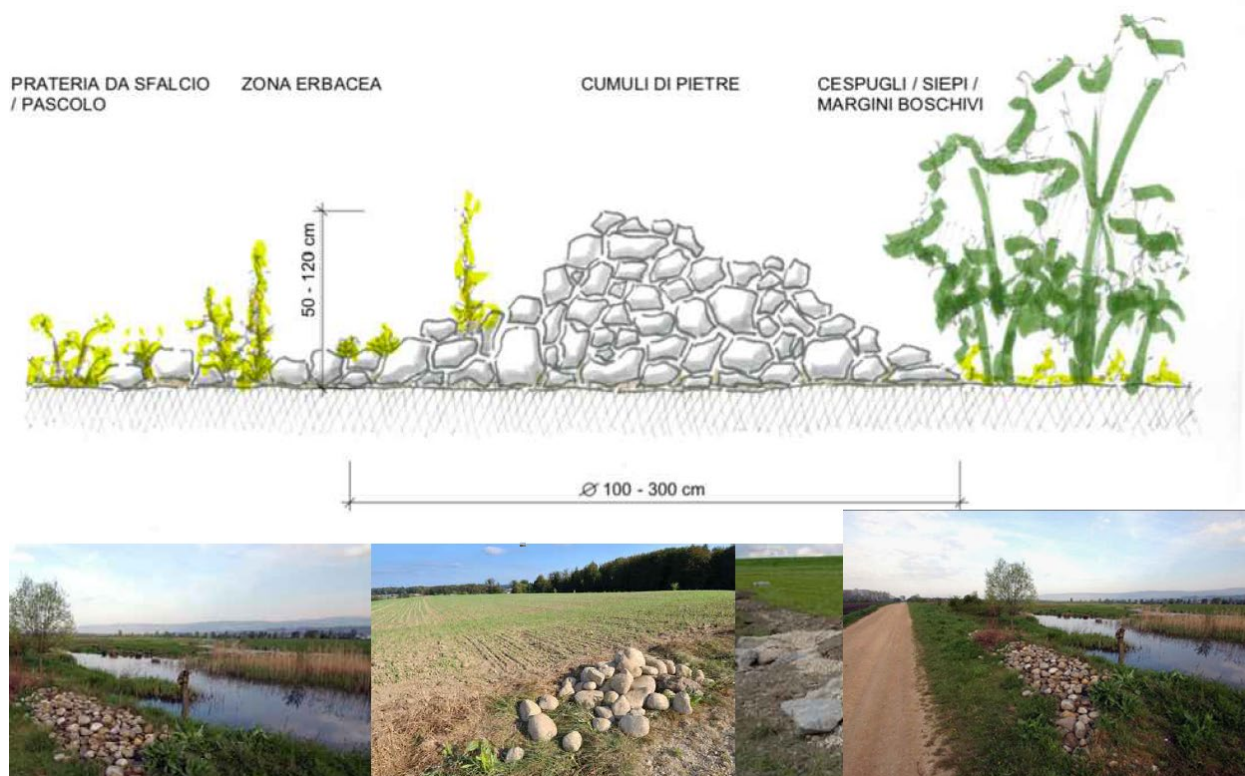 PRATERIA DA SFALCIO
/ PASCOLO
ZONA ERBACEA
CUMULI DI PIETRE
CESPUGLI / SIEPI /
MARGINI BOSCHIVI
50 - 120 cm
Ø 100 - 300 cm